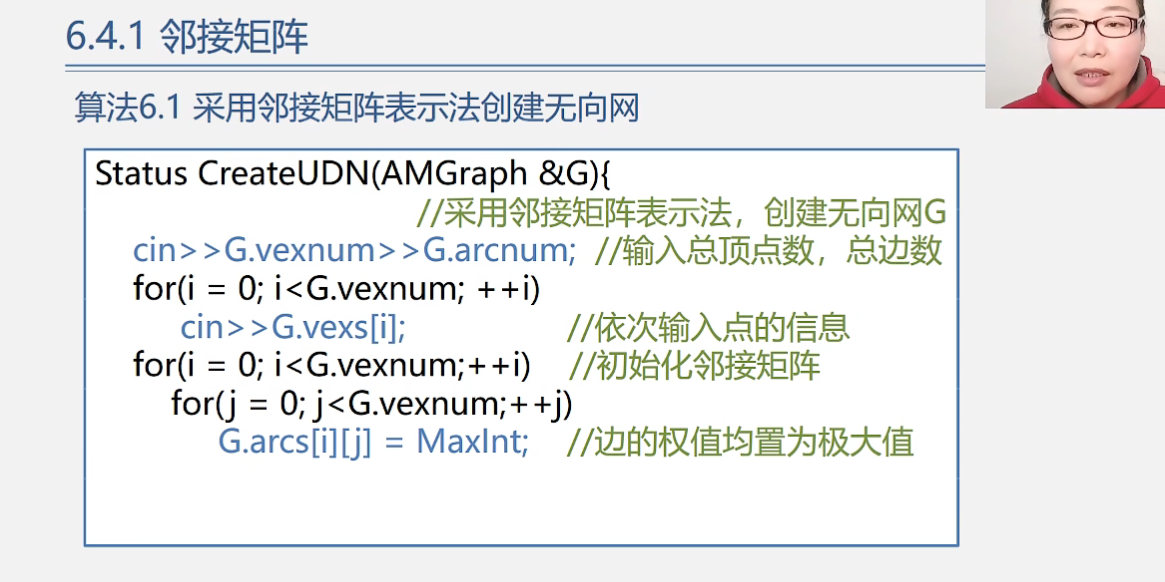 6.4.1 邻接矩阵
算法6.1 采用邻接矩阵表示法创建无向网
Status CreateUDN(AMGraph &G){
//采用邻接矩阵表示法，创建无向网G
cin>>G.vexnum>>G.arcnum; //输入总顶点数，总边数
for(i = 0; i<G.vexnum; ++i)
cin>>G.vexs[i]; //依次输入点的信息
for(i = 0; i<G.vexnum;++i) //初始化邻接矩阵
for(j = 0; j<G.vexnum;++j)
G.arcs[i][j] = MaxInt; //边的权值均置为极大值